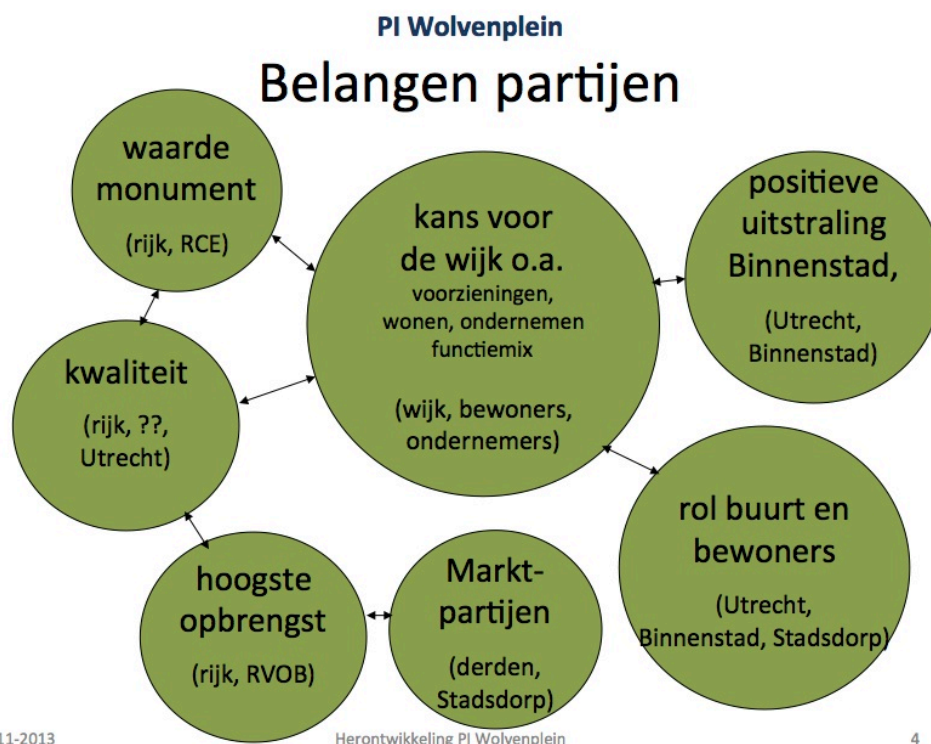 PI Wolvenplein
Belangen partijen
waarde
monument
(rijk, RCE)
kwaliteit
(rijk, ??,
Utrecht)
hoogste
opbrengst
(rijk, RVOB)
Markt-
partijen
(derden,
Stadsdorp)
kans voor
de wijk o.a.
voorzieningen,
wonen, ondernemen
functiemix
(wijk, bewoners,
ondernemers)
positieve
uitstraling
Binnenstad,
(Utrecht,
Binnenstad)
rol buurt en
bewoners
(Utrecht,
Binnenstad, Stadsdorp)
11-2013
Herontwikkeling PI Wolvenplein
4